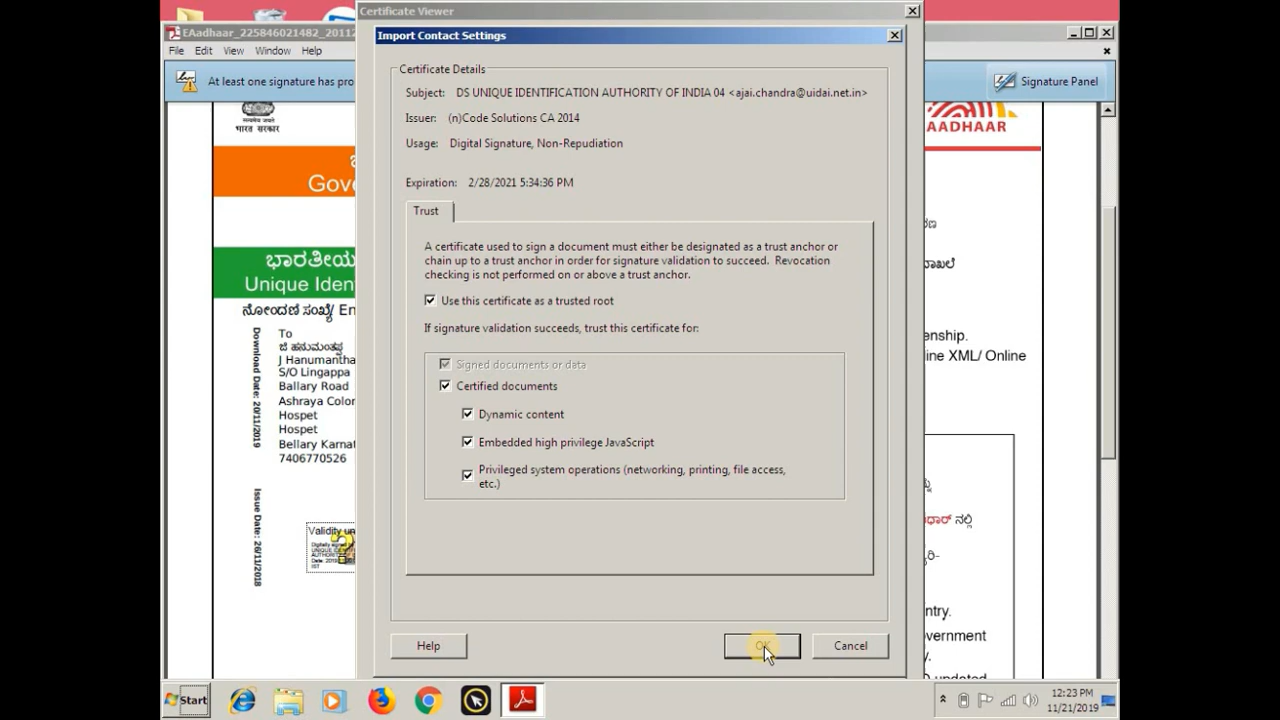 Certificate Viewer
EAadhaar_225846021482_2011
Import Contact Settings
File Edit View Window Help
At least one signature has pro
Signature Panel
Certificate Details
Subject: DS UNIQUE IDENTIFICATION AUTHORITY OF INDIA 04 <ajai.chandra@uidai.net.in>
Issuer: (n)Code Solutions CA 2014
Usage: Digital Signature, Non-Repudiation
Expiration: 2/28/2021 5:34:36 PM
Trust
A certificate used to sign a document must either be designated as a trust anchor or
chain up to a trust anchor in order for signature validation to succeed. Revocation
checking is not performed on or above a trust anchor.
Use this certificate as a trusted root
If signature validation succeeds, trust this certificate for:
Signed documents or data
Certified documents
Dynamic content
Embedded high privilege JavaScript
Privileged system operations (networking, printing, file access,
etc.)
Help OK Cancel
भारत सरकार
Gov
ಭಾರತೀಯ
Unique Iden
ನೋಂದಣಿ ಸಂಖ್ಯೆ/ En
To
ಜೆ ಹನುಮಂತಪ್ಪ
J Hanumantha
S/O Lingappa
Ballary Road
Ashraya Colon
Hospet
Hospet
Bellary Karnat
7406770526
Download Date: 20/11/2019
Issue Date: 26/11/2018
Validity un
AADHAAR
ದಾಖಲೆ
enship.
ine XML/ Online
ಧಾರ್ ನಲ್ಲಿ
ntry.
vernment
y.
D updated
Start
12:23 PM
11/21/2019